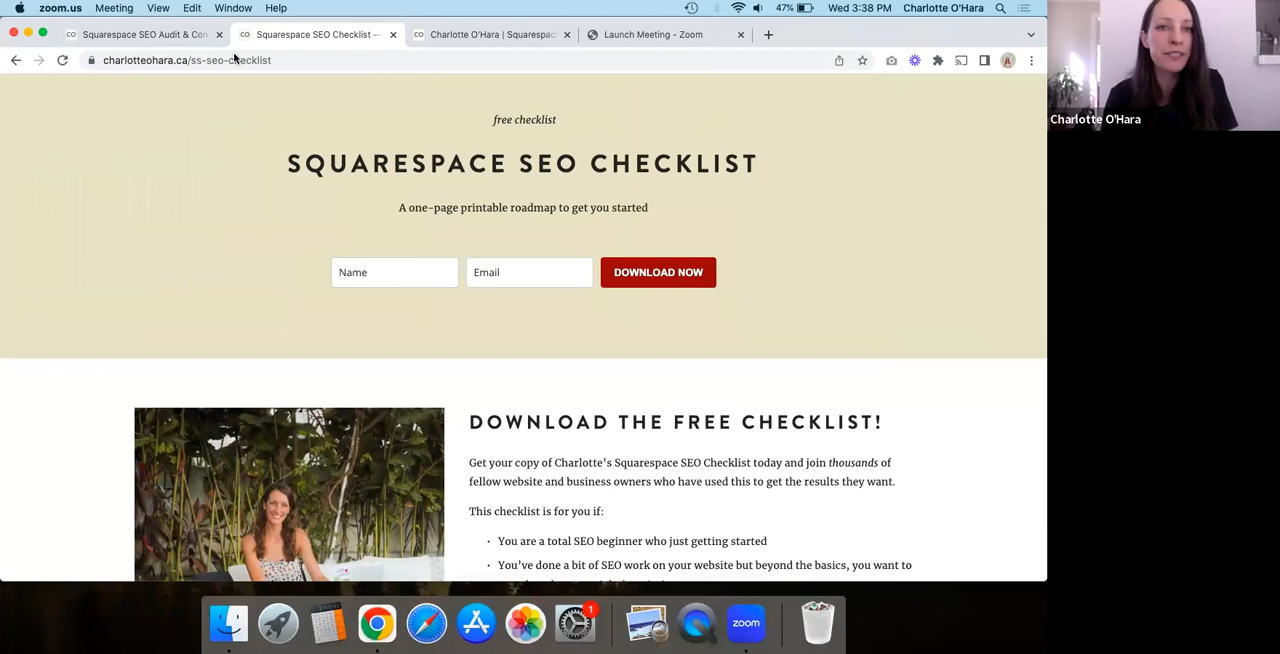 zoom.us Meeting View Edit Window Help 47% Wed 3:38 PM Charlotte O'Hara
CO Squarespace SEO Audit & Con CO Squarespace SEO Checklist — CO Charlotte O'Hara | Squarespac Launch Meeting - Zoom
charlotteohara.ca/ss-seo-checklist
Charlotte O'Hara
free checklist
SQUARESPACE SEO CHECKLIST
A one-page printable roadmap to get you started
Name Email DOWNLOAD NOW
DOWNLOAD THE FREE CHECKLIST!
Get your copy of Charlotte's Squarespace SEO Checklist today and join thousands of
fellow website and business owners who have used this to get the results they want.
This checklist is for you if:
· You are a total SEO beginner who just getting started
· You've done a bit of SEO work on your website but beyond the basics, you want to
1
zoom